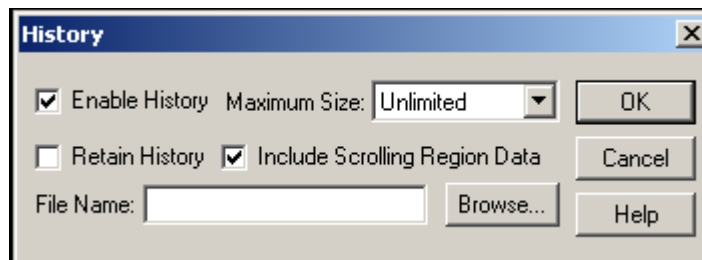 History
Enable History Maximum Size: Unlimited OK
Retain History Include Scrolling Region Data Cancel
File Name: Browse... Help